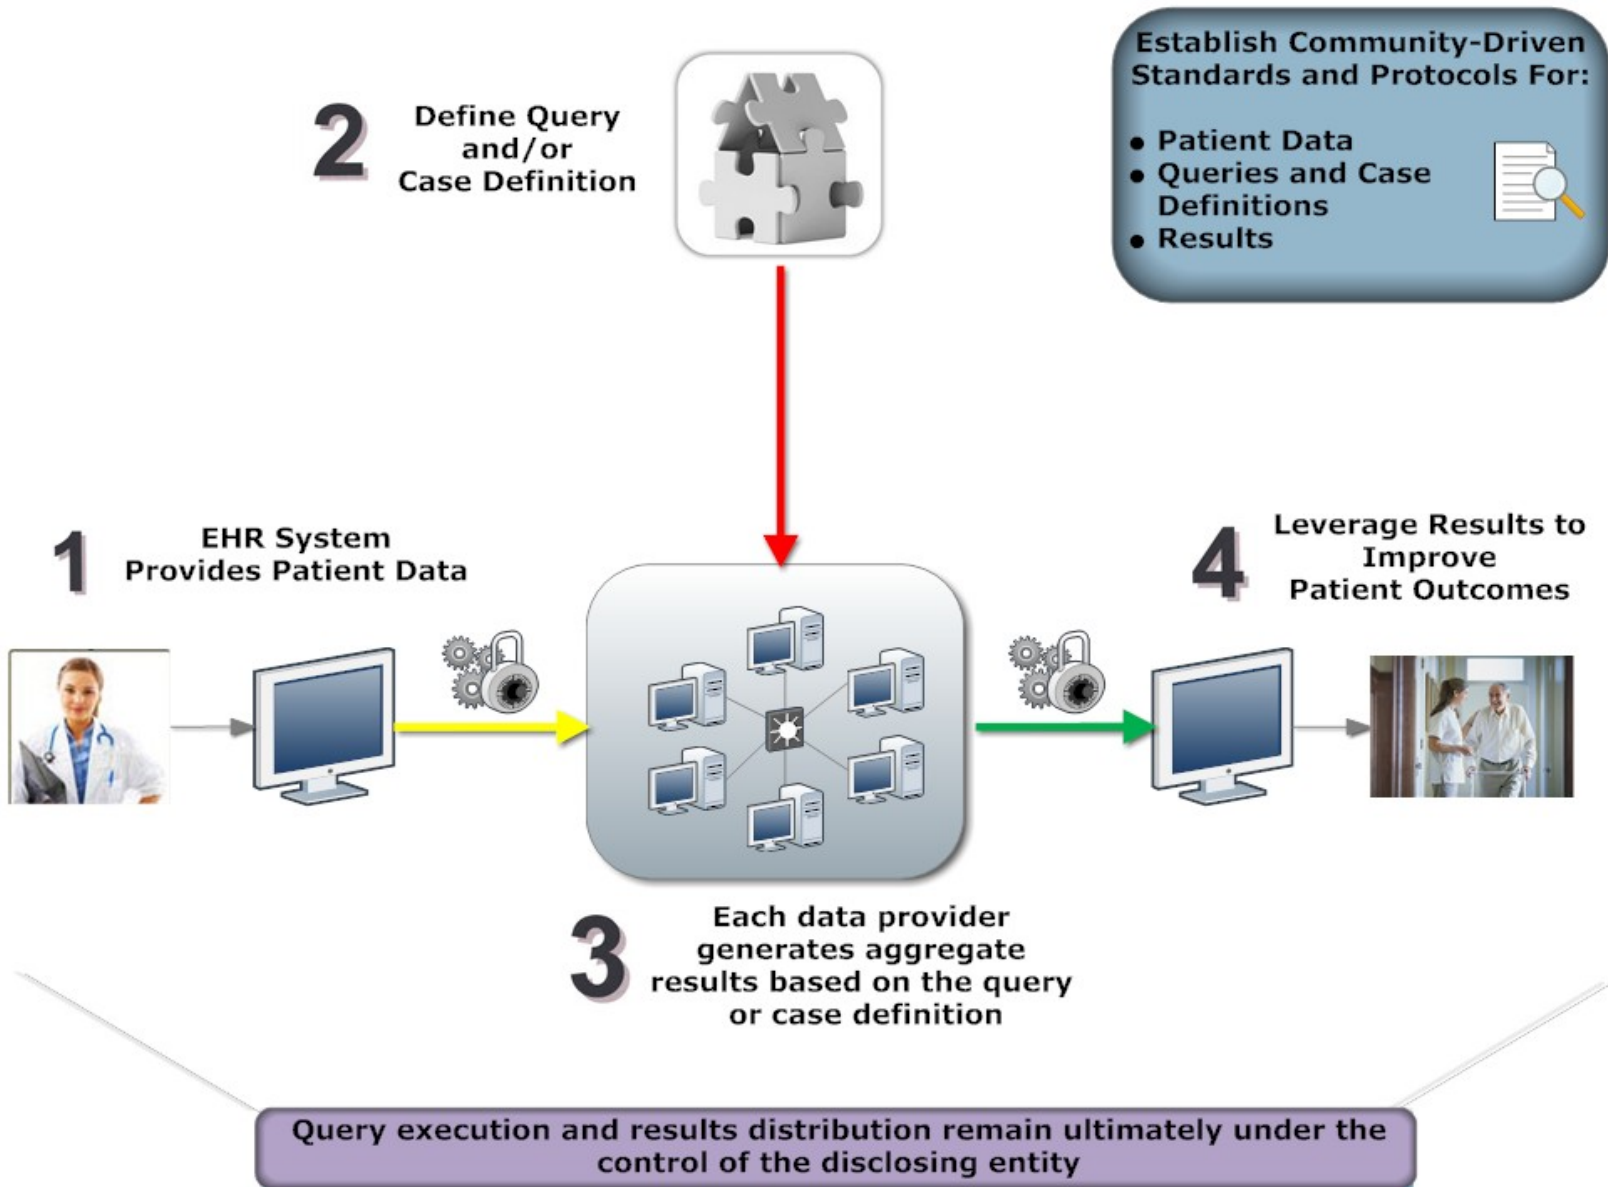 Establish Community-Driven
Standards and Protocols For:
● Patient Data
● Queries and Case
Definitions
● Results
2
Define Query
and/or
Case Definition
1
EHR System
Provides Patient Data
4
Leverage Results to
Improve
Patient Outcomes
3
Each data provider
generates aggregate
results based on the query
or case definition
Query execution and results distribution remain ultimately under the
control of the disclosing entity